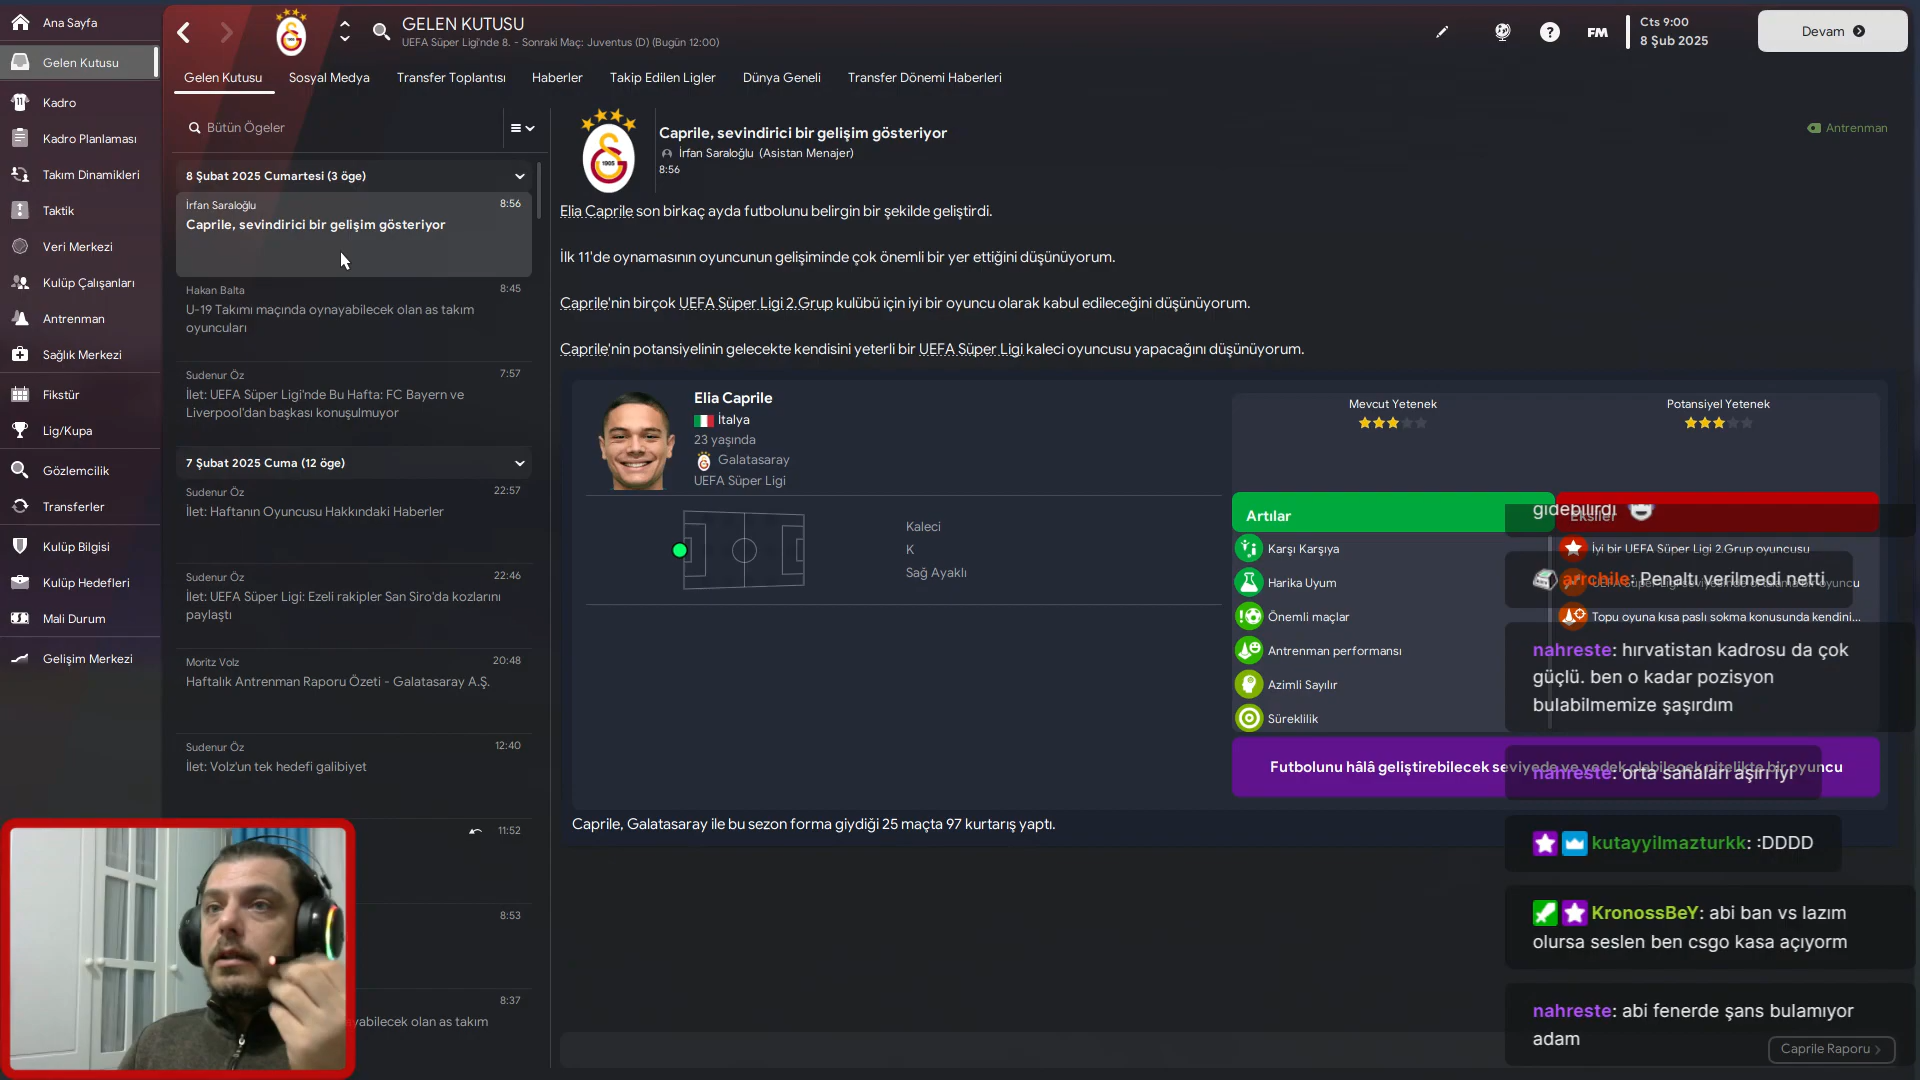 Ana Sayfa
Gelen Kutusu
Kadro
Kadro Planlaması
Takım Dinamikleri
Taktik
Veri Merkezi
Kulüp Çalışanları
Antrenman
Sağlık Merkezi
Fikstür
Lig/Kupa
Gözlemcilik
Transferler
Kulüp Bilgisi
Kulüp Hedefleri
Mali Durum
Gelişim Merkezi
GELEN KUTUSU
UEFA Süper Ligi'nde 8. - Sonraki Maç: Juventus (D) (Bugün 12:00)
FM
Cts 9:00
8 Şub 2025
Devam
Gelen Kutusu
Sosyal Medya
Transfer Toplantısı
Haberler
Takip Edilen Ligler
Dünya Geneli
Transfer Dönemi Haberleri
Bütün Ögeler
8 Şubat 2025 Cumartesi (3 öge)
İrfan Saraloğlu 8:56
Caprile, sevindirici bir gelişim gösteriyor
Hakan Balta 8:45
U-19 Takımı maçında oynayabilecek olan as takım
oyuncuları
Sudenur Öz 7:57
İlet: UEFA Süper Ligi'nde Bu Hafta: FC Bayern ve
Liverpool'dan başkası konuşulmuyor
7 Şubat 2025 Cuma (12 öge)
Sudenur Öz 22:57
İlet: Haftanın Oyuncusu Hakkındaki Haberler
Sudenur Öz 22:46
İlet: UEFA Süper Ligi: Ezeli rakipler San Siro'da kozlarını
paylaştı
Moritz Volz 20:48
Haftalık Antrenman Raporu Özeti - Galatasaray A.Ş.
Sudenur Öz 12:40
İlet: Volz'un tek hedefi galibiyet
11:52
8:53
8:37
yabilecek olan as takım
Caprile, sevindirici bir gelişim gösteriyor
İrfan Saraloğlu (Asistan Menajer)
8:56
Antrenman
Elia Caprile son birkaç ayda futbolunu belirgin bir şekilde geliştirdi.
İlk 11'de oynamasının oyuncunun gelişiminde çok önemli bir yer ettiğini düşünüyorum.
Caprile'nin birçok UEFA Süper Ligi 2.Grup kulübü için iyi bir oyuncu olarak kabul edileceğini düşünüyorum.
Caprile'nin potansiyelinin gelecekte kendisini yeterli bir UEFA Süper Ligi kaleci oyuncusu yapacağını düşünüyorum.
Elia Caprile
İtalya
23 yaşında
Galatasaray
UEFA Süper Ligi
Kaleci
K
Sağ Ayaklı
Mevcut Yetenek
Potansiyel Yetenek
Artılar
Karşı Karşıya
Harika Uyum
Önemli maçlar
Antrenman performansı
Azimli Sayılır
Süreklilik
Eksiler
İyi bir UEFA Süper Ligi 2.Grup oyuncusu
Topu oyuna kısa paslı sokma konusunda kendini...
Futbolunu hâlâ geliştirebilecek seviyede ve yedek olabilecek nitelikte bir oyuncu
Caprile, Galatasaray ile bu sezon forma giydiği 25 maçta 97 kurtarış yaptı.
gidebilirdi
arrchile: Penaltı verilmedi netti
nahreste: hırvatistan kadrosu da çok
güçlü. ben o kadar pozisyon
bulabilmemize şaşırdım
nahreste: orta sahaları aşırı iyi
kutayyilmazturkk: :DDDD
KronossBeY: abi ban vs lazım
olursa seslen ben csgo kasa açıyorm
nahreste: abi fenerde şans bulamıyor
adam
Caprile Raporu